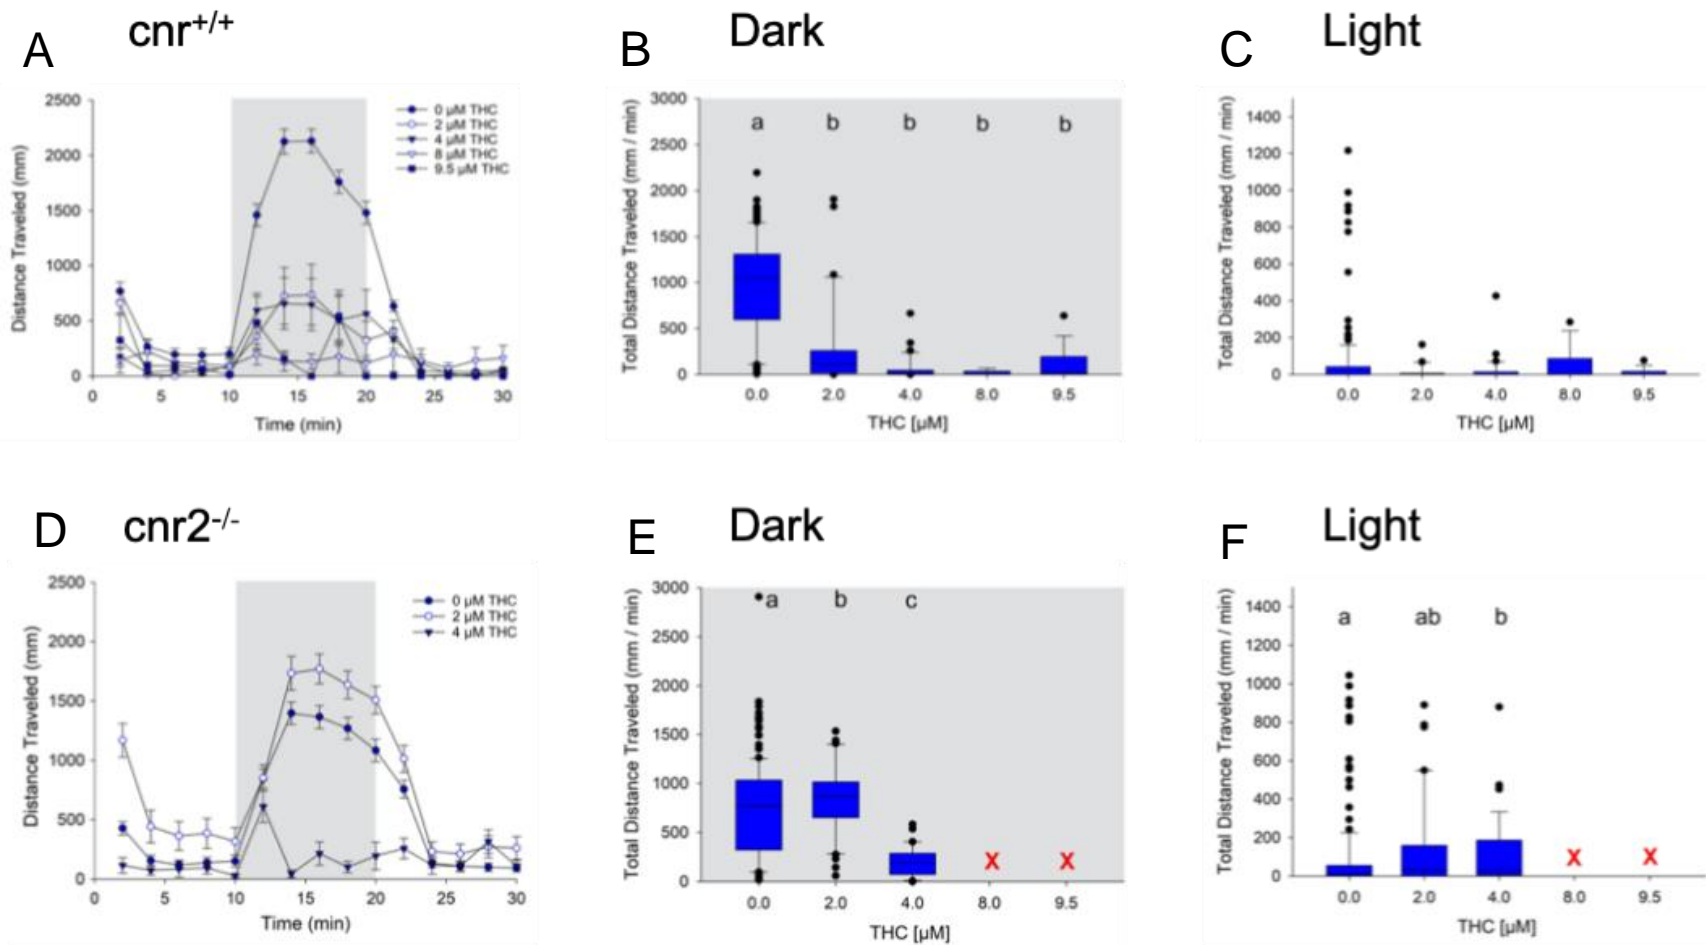 A
cnr+/+
2500
2000
1500
1000
500
0
0 5 10 15 20 25 30
Distance Traveled (mm)
Time (min)
0 µM THC
2 µM THC
4 µM THC
8 µM THC
9.5 µM THC
B
Dark
3000
2500
2000
1500
1000
500
0
a b b b b
0.0 2.0 4.0 8.0 9.5
Total Distance Traveled (mm / min)
THC [µM]
C
Light
1400
1200
1000
800
600
400
200
0
0.0 2.0 4.0 8.0 9.5
Total Distance Traveled (mm / min)
THC [µM]
D
cnr2-/-
2500
2000
1500
1000
500
0
0 5 10 15 20 25 30
Distance Traveled (mm)
Time (min)
0 µM THC
2 µM THC
4 µM THC
E
Dark
3000
2500
2000
1500
1000
500
0
a b c
X X
0.0 2.0 4.0 8.0 9.5
Total Distance Traveled (mm / min)
THC [µM]
F
Light
1400
1200
1000
800
600
400
200
0
a ab b
X X
0.0 2.0 4.0 8.0 9.5
Total Distance Traveled (mm / min)
THC [µM]